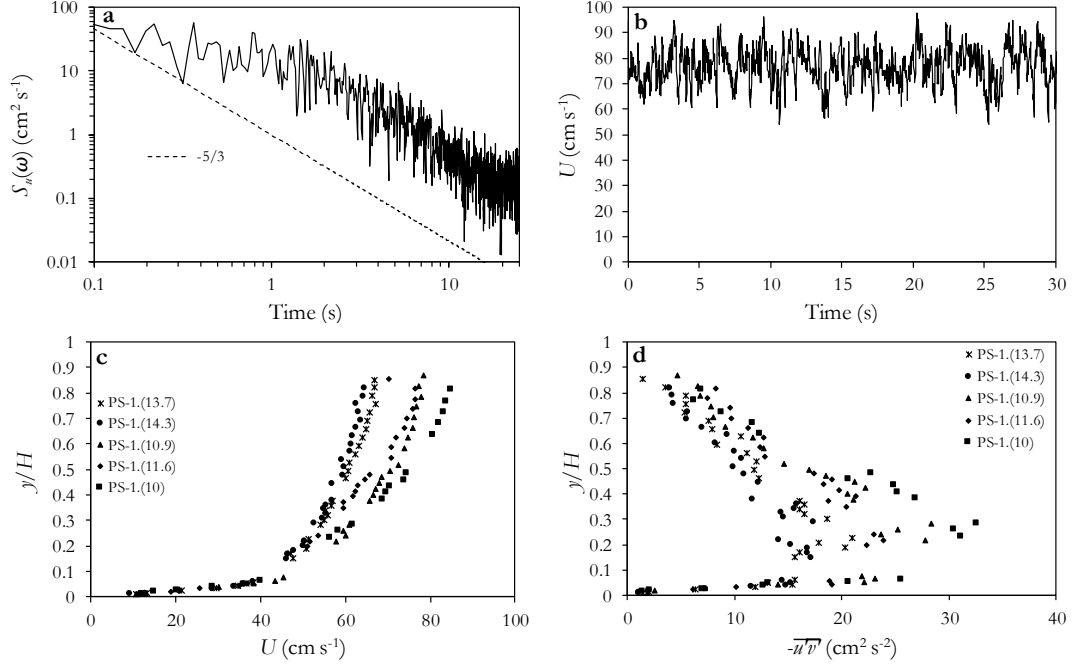 a
S_u(ω) (cm² s⁻¹)
100
10
1
0.1
0.01
-5/3
0.1
1
10
Time (s)
b
U (cm s⁻¹)
100
90
80
70
60
50
40
30
20
10
0
0
5
10
15
20
25
30
Time (s)
c
y/H
1
0.9
0.8
0.7
0.6
0.5
0.4
0.3
0.2
0.1
0
PS-1.(13.7)
PS-1.(14.3)
PS-1.(10.9)
PS-1.(11.6)
PS-1.(10)
0
20
40
60
80
100
U (cm s⁻¹)
d
y/H
1
0.9
0.8
0.7
0.6
0.5
0.4
0.3
0.2
0.1
0
PS-1.(13.7)
PS-1.(14.3)
PS-1.(10.9)
PS-1.(11.6)
PS-1.(10)
0
10
20
30
40
-u'v' (cm² s⁻²)